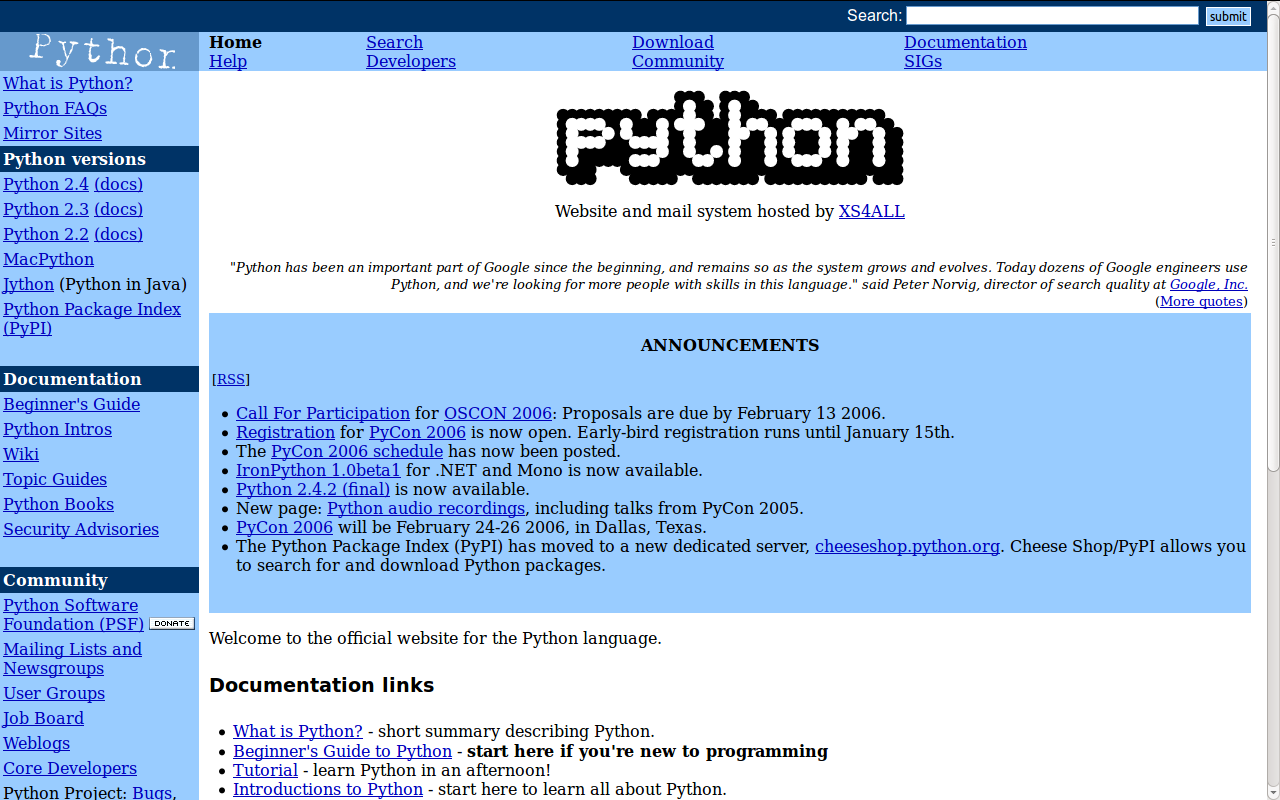 Search: submit
Python
Home Search Download Documentation
Help Developers Community SIGs
What is Python?
Python FAQs
Mirror Sites
Python versions
Python 2.4 (docs)
Python 2.3 (docs)
Python 2.2 (docs)
MacPython
Jython (Python in Java)
Python Package Index
(PyPI)
Documentation
Beginner's Guide
Python Intros
Wiki
Topic Guides
Python Books
Security Advisories
Community
Python Software
Foundation (PSF) DONATE
Mailing Lists and
Newsgroups
User Groups
Job Board
Weblogs
Core Developers
Python Project: Bugs,
python
Website and mail system hosted by XS4ALL
"Python has been an important part of Google since the beginning, and remains so as the system grows and evolves. Today dozens of Google engineers use
Python, and we're looking for more people with skills in this language." said Peter Norvig, director of search quality at Google, Inc.
(More quotes)
ANNOUNCEMENTS
[RSS]
• Call For Participation for OSCON 2006: Proposals are due by February 13 2006.
• Registration for PyCon 2006 is now open. Early-bird registration runs until January 15th.
• The PyCon 2006 schedule has now been posted.
• IronPython 1.0beta1 for .NET and Mono is now available.
• Python 2.4.2 (final) is now available.
• New page: Python audio recordings, including talks from PyCon 2005.
• PyCon 2006 will be February 24-26 2006, in Dallas, Texas.
• The Python Package Index (PyPI) has moved to a new dedicated server, cheeseshop.python.org. Cheese Shop/PyPI allows you
to search for and download Python packages.
Welcome to the official website for the Python language.
Documentation links
• What is Python? - short summary describing Python.
• Beginner's Guide to Python - start here if you're new to programming
• Tutorial - learn Python in an afternoon!
• Introductions to Python - start here to learn all about Python.